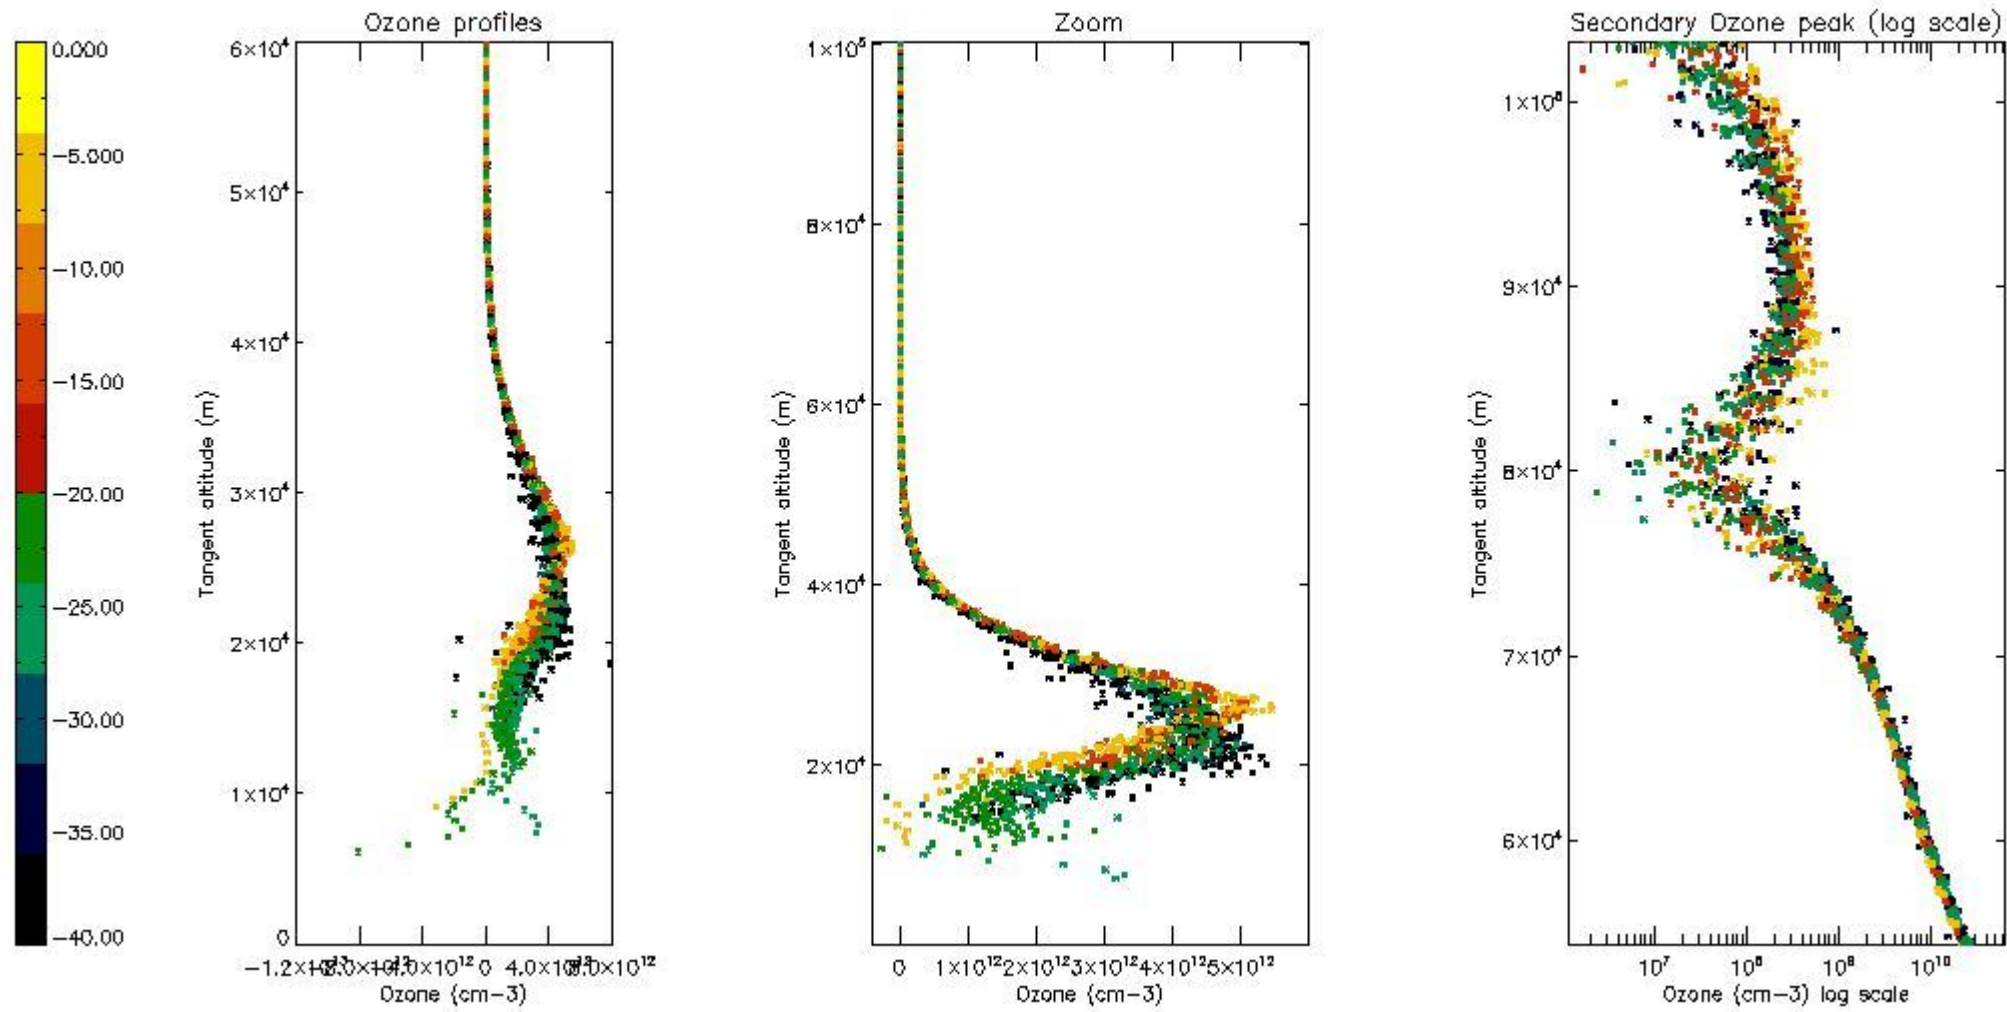 Ozone profiles
Zoom
Secondary Ozone peak (log scale)
0.000
−5.000
−10.00
−15.00
−20.00
−25.00
−30.00
−35.00
−40.00
6×10⁴
5×10⁴
4×10⁴
3×10⁴
2×10⁴
1×10⁴
0
Tangent altitude (m)
0
Ozone (cm−3)
1×10⁵
8×10⁴
6×10⁴
4×10⁴
2×10⁴
Tangent altitude (m)
0 1×10¹² 2×10¹² 3×10¹² 4×10¹² 5×10¹²
Ozone (cm−3)
1×10⁵
9×10⁴
8×10⁴
7×10⁴
6×10⁴
Tangent altitude (m)
10⁷ 10⁸ 10⁹ 10¹⁰
Ozone (cm−3) log scale